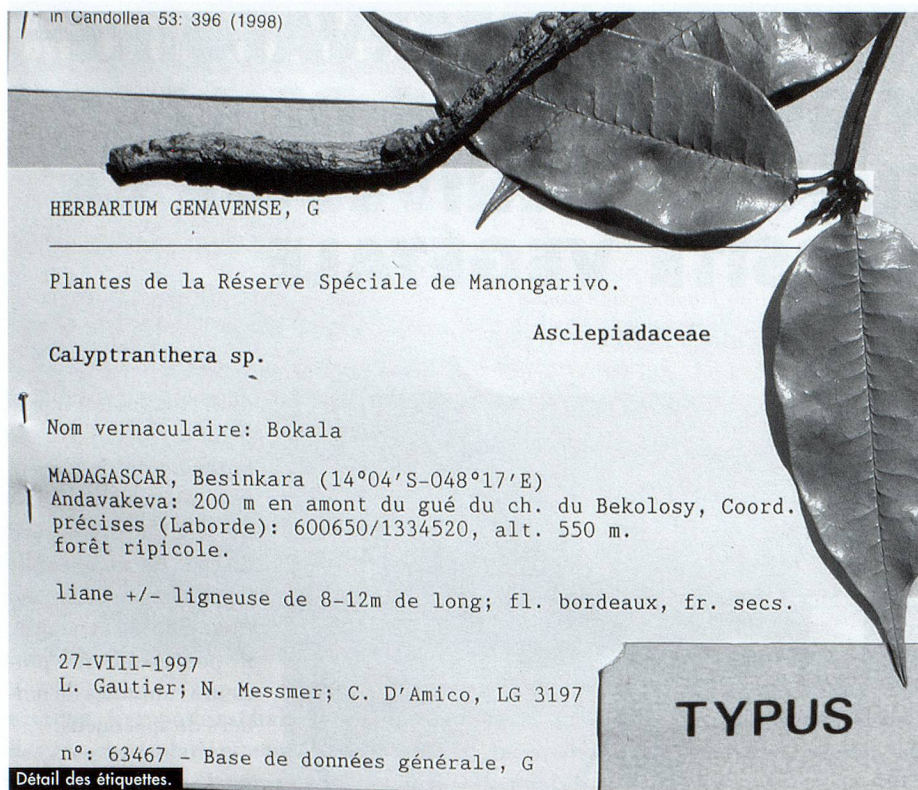 in Candollea 53: 396 (1998)
HERBARIUM GENAVENSE, G
Plantes de la Réserve Spéciale de Manongarivo.
Asclepiadaceae
Calyptranthera sp.
Nom vernaculaire: Bokala
MADAGASCAR, Besinkara (14°04'S-048°17'E)
Andavakeva: 200 m en amont du gué du ch. du Bekolosy, Coord.
précises (Laborde): 600650/1334520, alt. 550 m.
forêt ripicole.
liane +/- ligneuse de 8-12m de long; fl. bordeaux, fr. secs.
27-VIII-1997
L. Gautier; N. Messmer; C. D'Amico, LG 3197
TYPUS
n°: 63467 - Base de données générale, G
Détail des étiquettes.